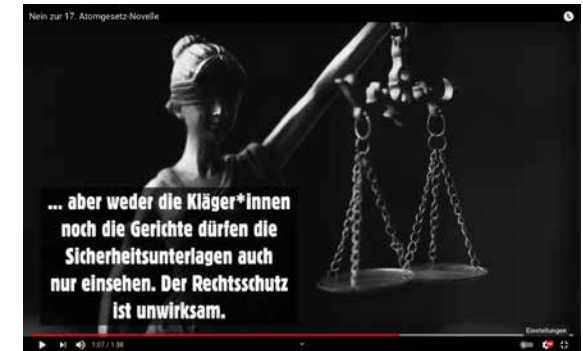 Nein zur 17. Atomgesetz-Novelle
... aber weder die Kläger*innen
noch die Gerichte dürfen die
Sicherheitsunterlagen auch
nur einsehen. Der Rechtsschutz
ist unwirksam.
Einstellungen
1:07 / 1:38